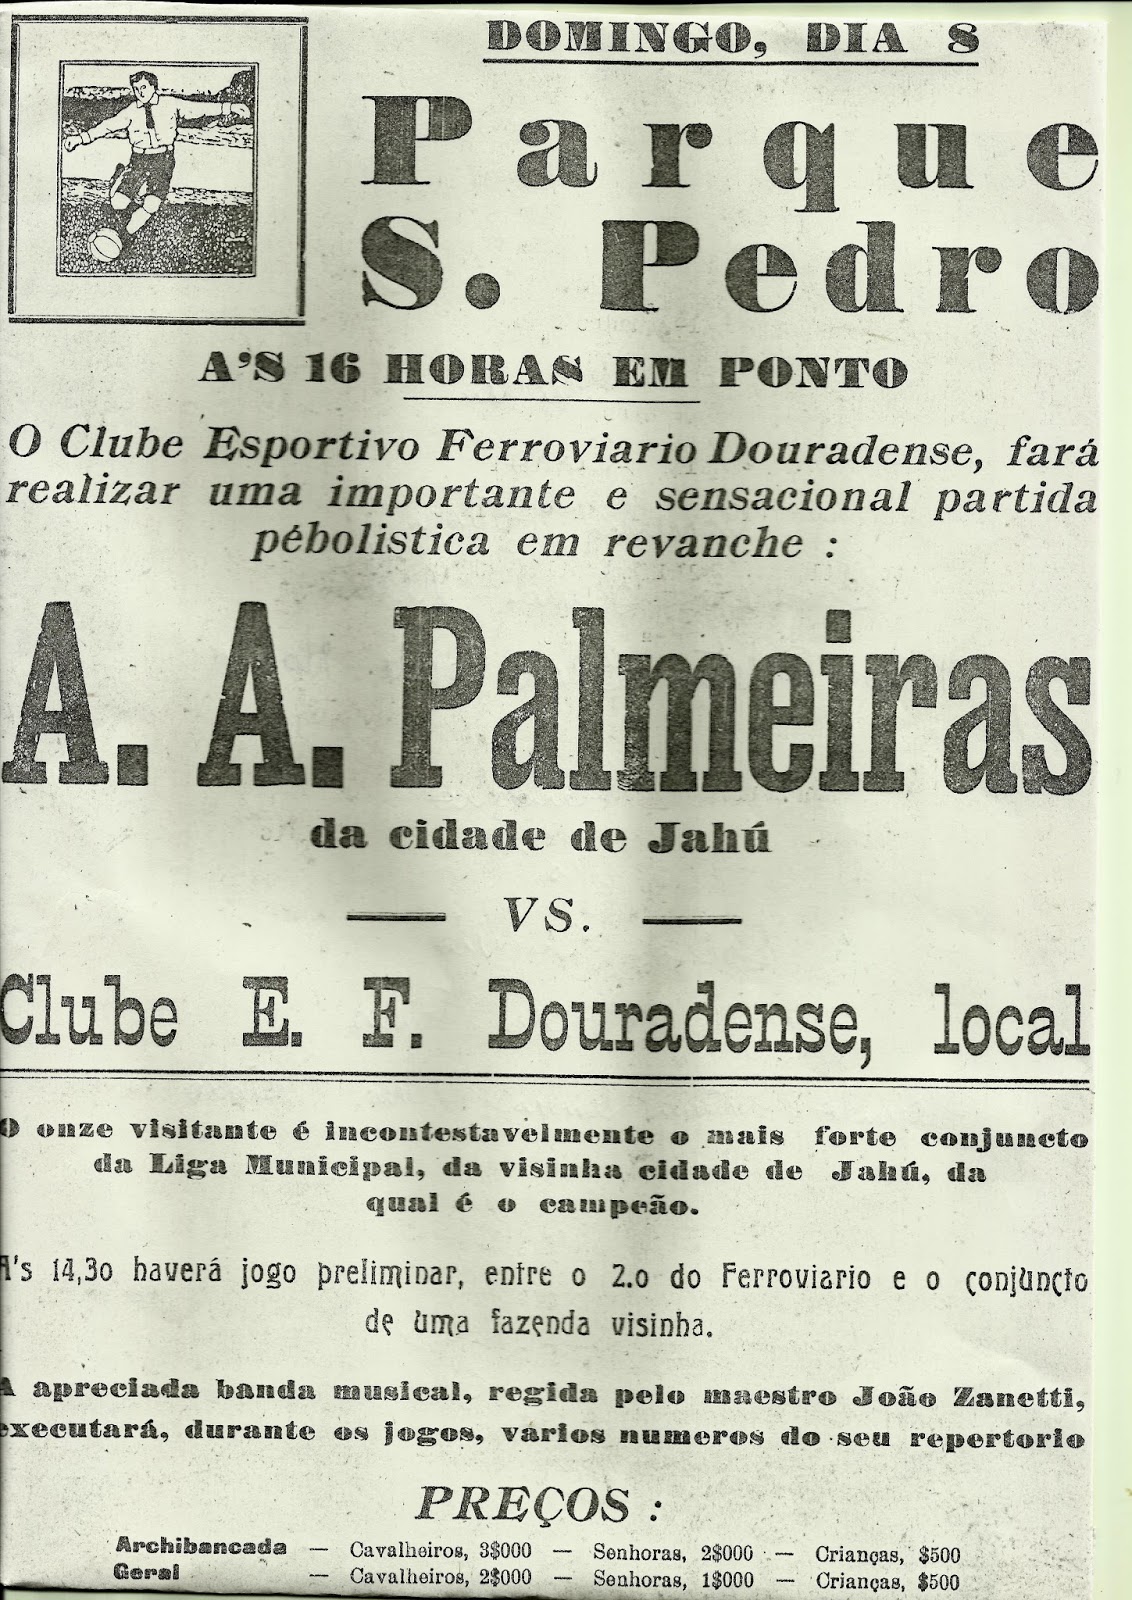 DOMINGO, DIA 8
Parque
S. Pedro
A'S 16 HORAS EM PONTO
O Clube Esportivo Ferroviario Douradense, fará
realizar uma importante e sensacional partida
pébolistica em revanche :
A. A. Palmeiras
da cidade de Jahú
— VS. —
Clube E. F. Douradense, local
O onze visitante é incontestavelmente o mais forte conjuncto
da Liga Municipal, da visinha cidade de Jahú, da
qual é o campeão.
A's 14,3o haverá jogo preliminar, entre o 2.o do Ferroviario e o conjuncto
de uma fazenda visinha.
A apreciada banda musical, regida pelo maestro João Zanetti,
executará, durante os jogos, varios numeros do seu repertorio
PREÇOS :
Archibancada — Cavalheiros, 3$000 — Senhoras, 2$000 — Crianças, $500
Geral — Cavalheiros, 2$000 — Senhoras, 1$000 — Crianças, $500